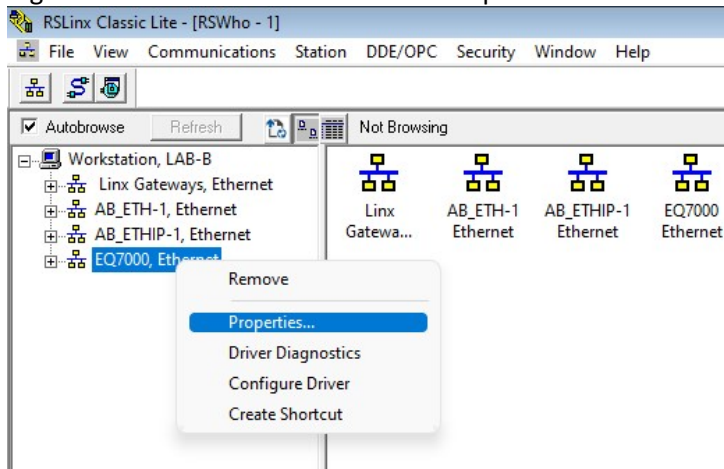 RSLinx Classic Lite - [RSWho - 1]
File View Communications Station DDE/OPC Security Window Help
Autobrowse Refresh Not Browsing
Workstation, LAB-B
Linx Gateways, Ethernet
AB_ETH-1, Ethernet
AB_ETHIP-1, Ethernet
EQ7000, Ethernet
Linx Gatewa...
AB_ETH-1 Ethernet
AB_ETHIP-1 Ethernet
EQ7000 Ethernet
Remove
Properties...
Driver Diagnostics
Configure Driver
Create Shortcut